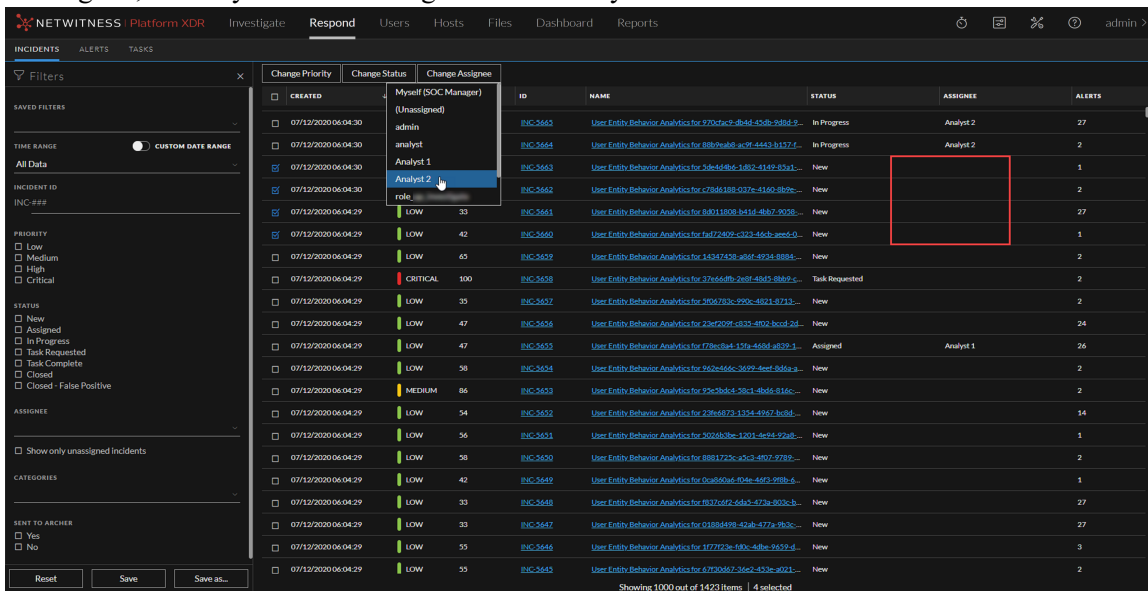 NETWITNESS Platform XDR Investigate Respond Users Hosts Files Dashboard Reports admin >
INCIDENTS ALERTS TASKS
Filters ×
Change Priority Change Status Change Assignee
CREATED ID NAME STATUS ASSIGNEE ALERTS
Myself (SOC Manager)
(Unassigned)
admin
analyst
Analyst 1
Analyst 2
role_
SAVED FILTERS
TIME RANGE CUSTOM DATE RANGE
All Data
INCIDENT ID
INC-###
PRIORITY
Low
Medium
High
Critical
STATUS
New
Assigned
In Progress
Task Requested
Task Complete
Closed
Closed - False Positive
ASSIGNEE
Show only unassigned incidents
CATEGORIES
SENT TO ARCHER
Yes
No
Reset Save Save as...
07/12/2020 06:04:30 INC-5665 User Entity Behavior Analytics for 970cfac9-db4d-45db-9d8d-9... In Progress Analyst 2 27
07/12/2020 06:04:30 INC-5664 User Entity Behavior Analytics for 88b9eab8-ac9f-4443-b157-f... In Progress Analyst 2 2
07/12/2020 06:04:30 INC-5663 User Entity Behavior Analytics for 5de4d4b6-1d82-4149-85a1-... New 1
07/12/2020 06:04:30 INC-5662 User Entity Behavior Analytics for c78d6188-037e-4160-8b9e-... New 2
07/12/2020 06:04:29 LOW 33 INC-5661 User Entity Behavior Analytics for 8d011808-b41d-4bb7-9058-... New 27
07/12/2020 06:04:29 LOW 42 INC-5660 User Entity Behavior Analytics for fad72409-c323-46cb-aee6-0... New 1
07/12/2020 06:04:29 LOW 65 INC-5659 User Entity Behavior Analytics for 14347458-a86f-4934-8884-... New 2
07/12/2020 06:04:29 CRITICAL 100 INC-5658 User Entity Behavior Analytics for 37e66dfb-2e8f-48d5-8bb9-c... Task Requested 2
07/12/2020 06:04:29 LOW 35 INC-5657 User Entity Behavior Analytics for 5f06783c-990c-4821-8713-... New 2
07/12/2020 06:04:29 LOW 47 INC-5656 User Entity Behavior Analytics for 23ef209f-c835-4f02-bccd-2d... New 24
07/12/2020 06:04:29 LOW 47 INC-5655 User Entity Behavior Analytics for f78ec8a4-15fa-468d-a839-1... Assigned Analyst 1 26
07/12/2020 06:04:29 LOW 58 INC-5654 User Entity Behavior Analytics for 962e466c-3699-4eef-8d6a-a... New 2
07/12/2020 06:04:29 MEDIUM 86 INC-5653 User Entity Behavior Analytics for 95e5bdc4-58c1-4bd6-816c-... New 2
07/12/2020 06:04:29 LOW 54 INC-5652 User Entity Behavior Analytics for 23fe6873-1354-4967-bc8d-... New 14
07/12/2020 06:04:29 LOW 56 INC-5651 User Entity Behavior Analytics for 5026b3be-1201-4e94-92a8-... New 1
07/12/2020 06:04:29 LOW 58 INC-5650 User Entity Behavior Analytics for 8881725c-a5c3-4f07-9789-... New 2
07/12/2020 06:04:29 LOW 42 INC-5649 User Entity Behavior Analytics for 0ca860a6-f04e-46f3-9f8b-6... New 1
07/12/2020 06:04:29 LOW 33 INC-5648 User Entity Behavior Analytics for f837c6f2-6da5-473a-803c-b... New 27
07/12/2020 06:04:29 LOW 33 INC-5647 User Entity Behavior Analytics for 0188d498-42ab-477a-9b3c-... New 27
07/12/2020 06:04:29 LOW 55 INC-5646 User Entity Behavior Analytics for 1f77f23e-fd0c-4dbe-9659-d... New 3
07/12/2020 06:04:29 LOW 55 INC-5645 User Entity Behavior Analytics for 67f30d67-36e2-453e-a021-... New 2
Showing 1000 out of 1423 items | 4 selected